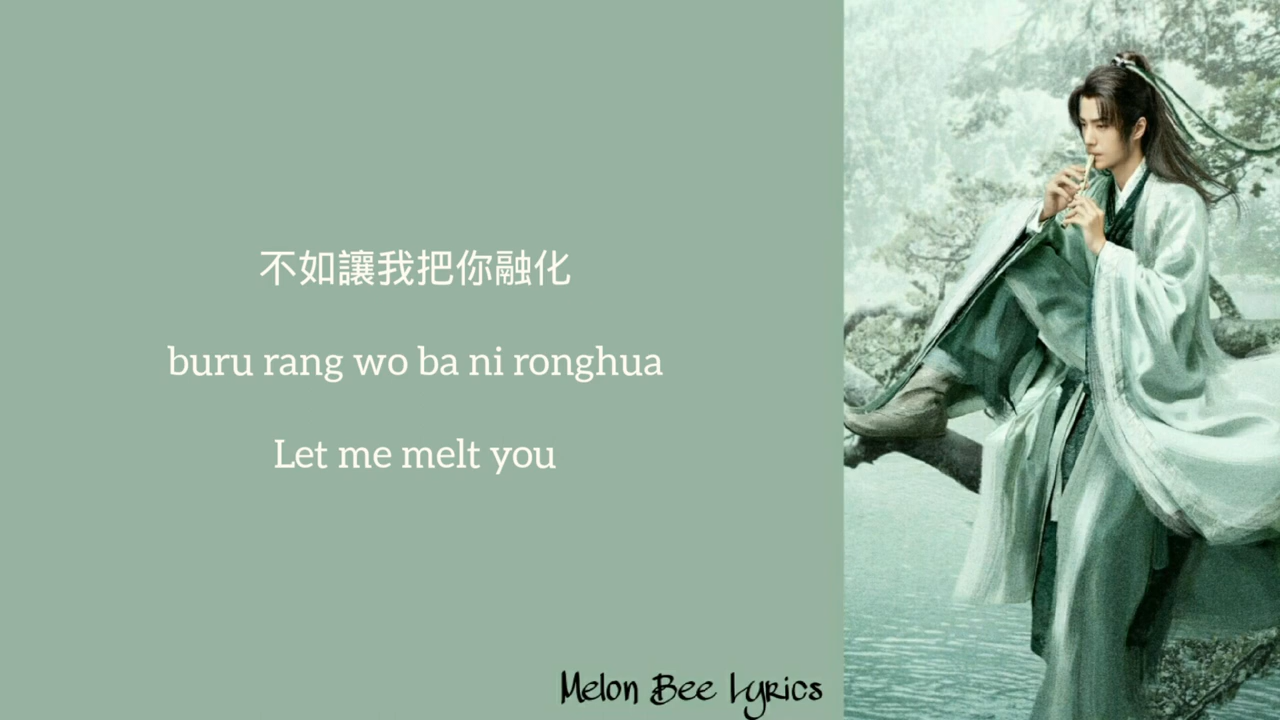 不如讓我把你融化
buru rang wo ba ni ronghua
Let me melt you
Melon Bee Lyrics